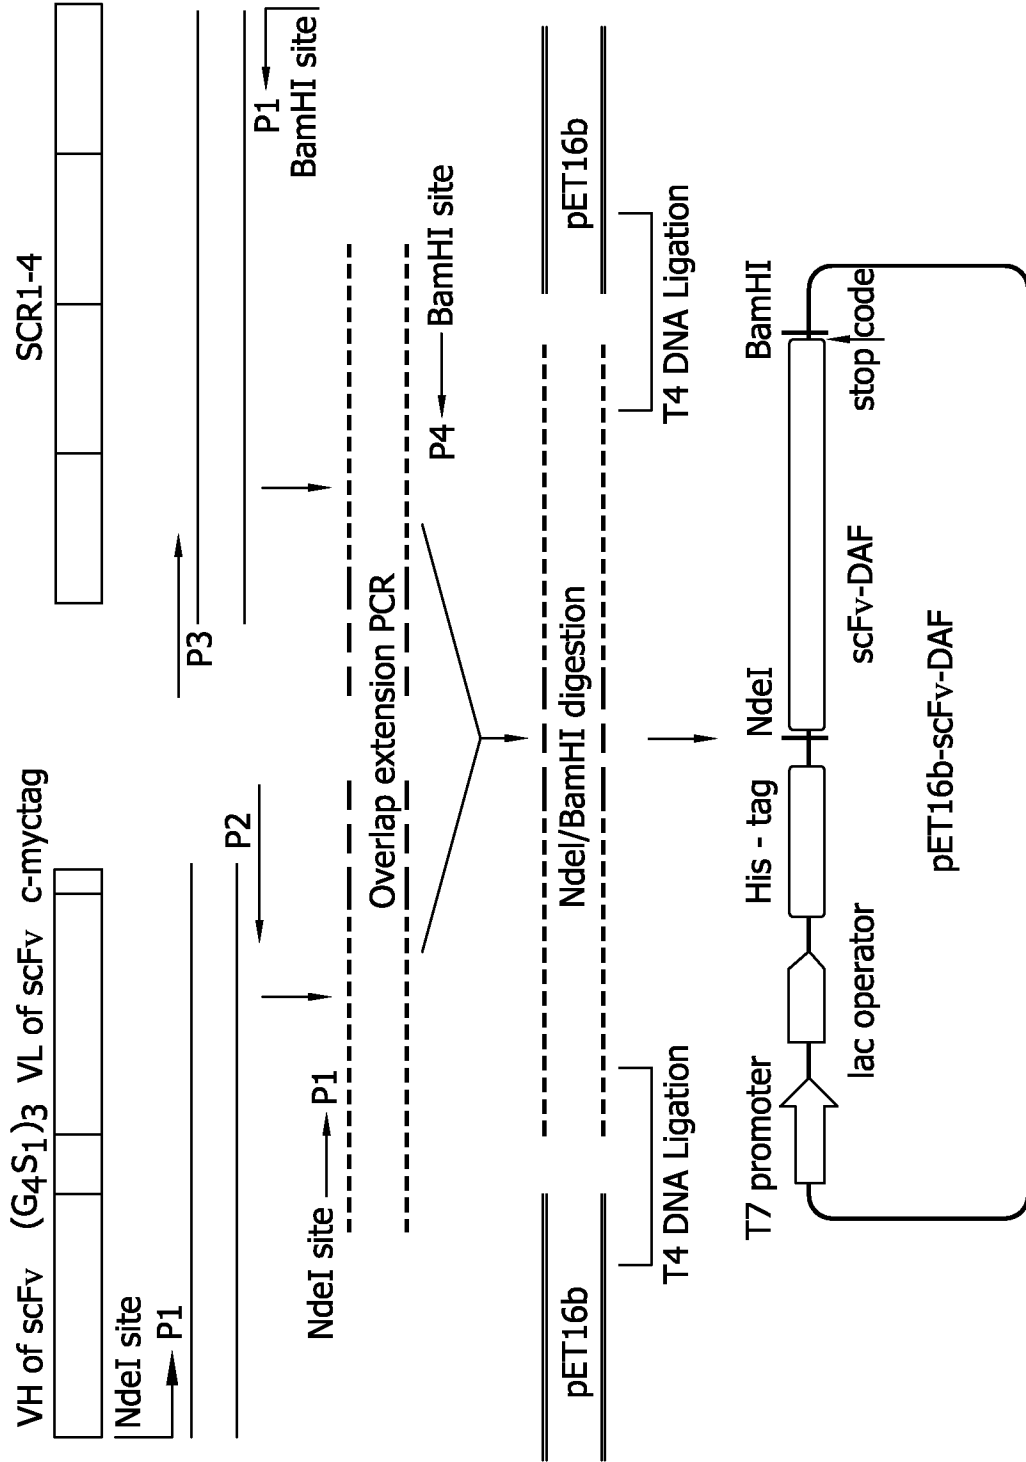 VH of scFv (G4S1)3 VL of scFv c-myctag
SCR1-4
NdeI site
P1
P2
P3
P1
BamHI site
NdeI site
P1
Overlap extension PCR
P4
BamHI site
pET16b
NdeI/BamHI digestion
pET16b
T4 DNA Ligation
T4 DNA Ligation
T7 promoter
lac operator
His - tag
NdeI
scFv-DAF
BamHI
stop code
pET16b-scFv-DAF